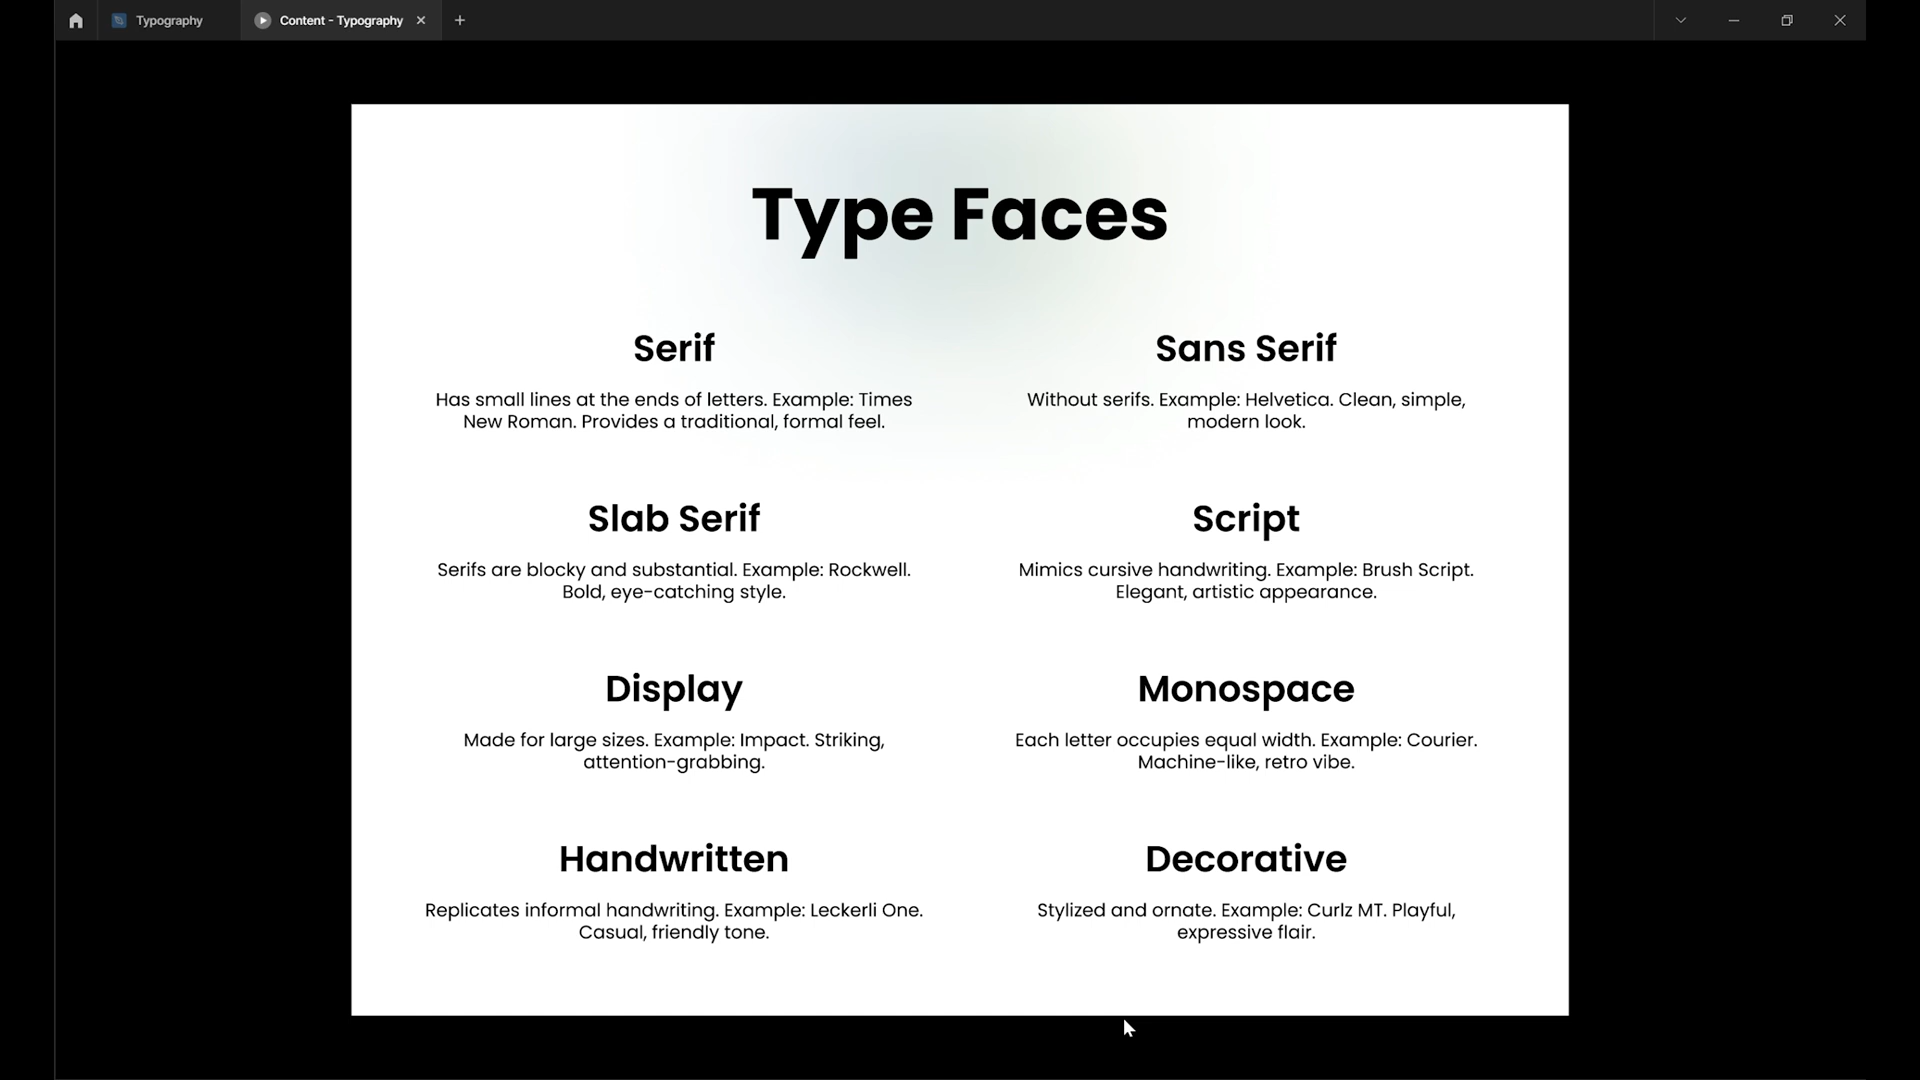 Typography
Content - Typography
Type Faces
Serif
Has small lines at the ends of letters. Example: Times
New Roman. Provides a traditional, formal feel.
Sans Serif
Without serifs. Example: Helvetica. Clean, simple,
modern look.
Slab Serif
Serifs are blocky and substantial. Example: Rockwell.
Bold, eye-catching style.
Script
Mimics cursive handwriting. Example: Brush Script.
Elegant, artistic appearance.
Display
Made for large sizes. Example: Impact. Striking,
attention-grabbing.
Monospace
Each letter occupies equal width. Example: Courier.
Machine-like, retro vibe.
Handwritten
Replicates informal handwriting. Example: Leckerli One.
Casual, friendly tone.
Decorative
Stylized and ornate. Example: Curlz MT. Playful,
expressive flair.